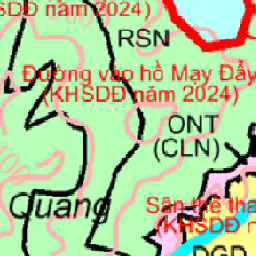 SDĐ năm 2024)
RSN
Đường vào hồ Mạy Đẩy
(KHSDĐ năm 2024)
ONT
(CLN)
Quang
Sân thể tha
(KHSDĐ n
DGD